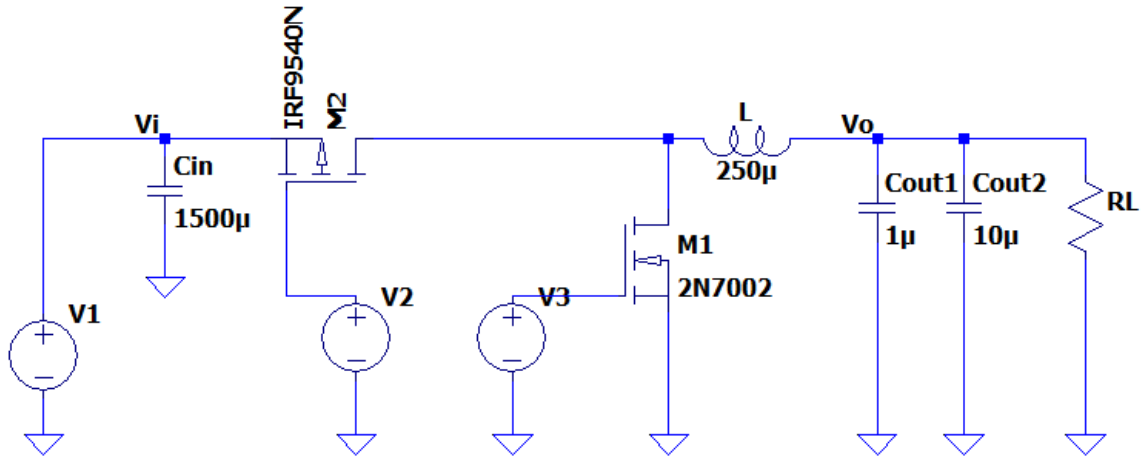 IRF9540N
M2
Vi
Cin
1500µ
V1
V2
V3
M1
2N7002
L
250µ
Vo
Cout1
1µ
Cout2
10µ
RL